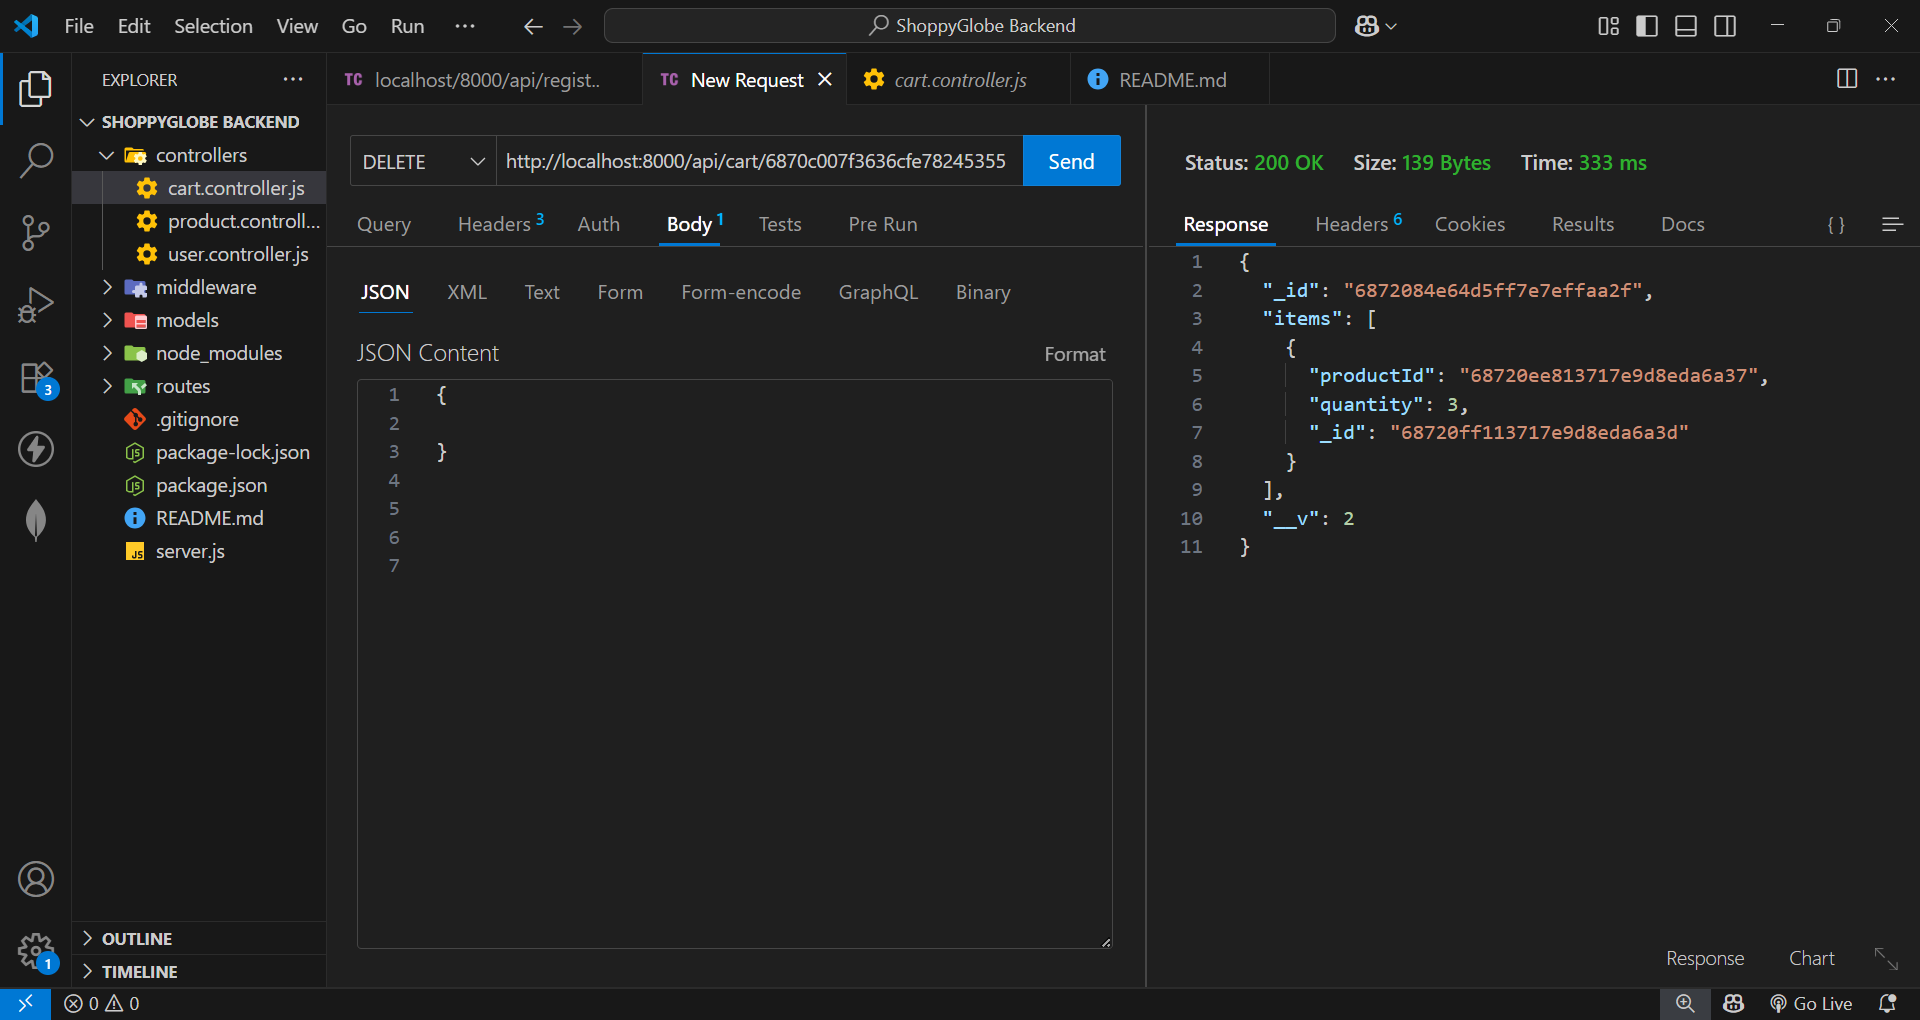 File Edit Selection View Go Run ··· ShoppyGlobe Backend
EXPLORER ···
SHOPPYGLOBE BACKEND
controllers
cart.controller.js
product.controll...
user.controller.js
middleware
models
node_modules
routes
.gitignore
package-lock.json
package.json
README.md
JS server.js
OUTLINE
TIMELINE
3
1
TC localhost/8000/api/regist...
TC New Request
cart.controller.js
README.md
DELETE http://localhost:8000/api/cart/6870c007f3636cfe78245355 Send
Query Headers 3 Auth Body 1 Tests Pre Run
JSON XML Text Form Form-encode GraphQL Binary
JSON Content Format
1 {
2
3 }
4
5
6
7
Status: 200 OK Size: 139 Bytes Time: 333 ms
Response Headers 6 Cookies Results Docs { }
1 {
2 "_id": "6872084e64d5ff7e7effaa2f",
3 "items": [
4 {
5 "productId": "68720ee813717e9d8eda6a37",
6 "quantity": 3,
7 "_id": "68720ff113717e9d8eda6a3d"
8 }
9 ],
10 "__v": 2
11 }
Response Chart
0 0 Go Live